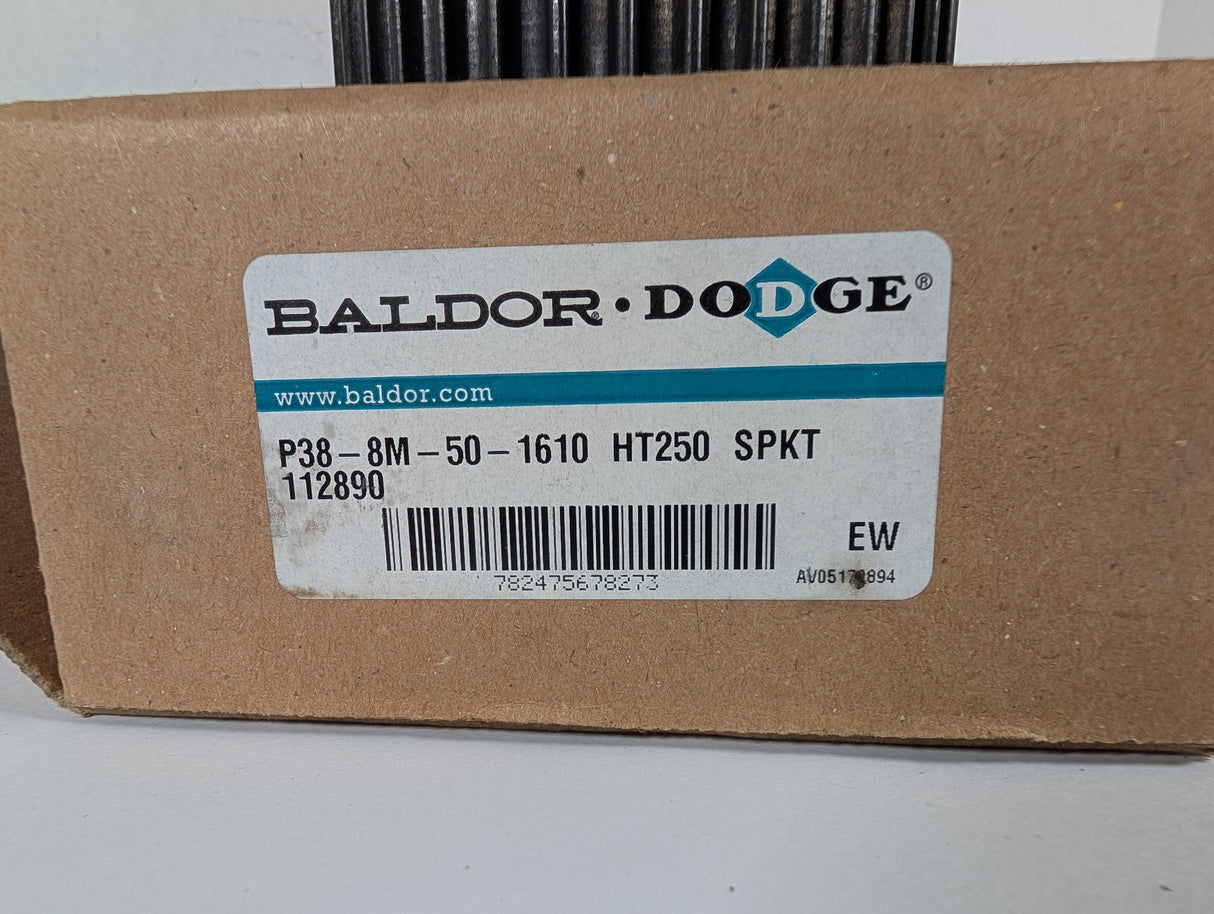 BALDOR® • DODGE®
www.baldor.com
P38-8M-50-1610 HT250 SPKT
112890
EW
782475678273